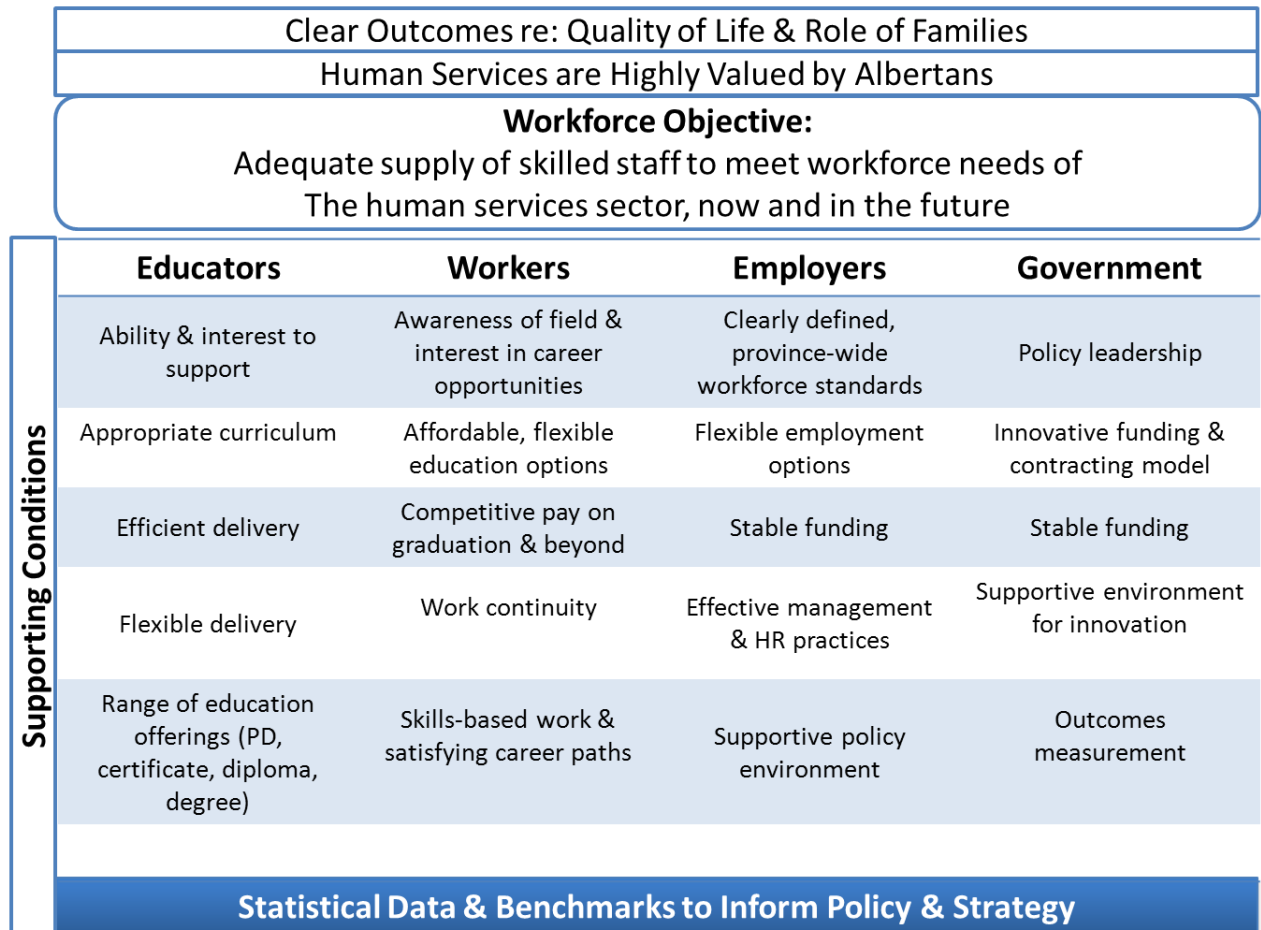 Clear Outcomes re: Quality of Life & Role of Families
Human Services are Highly Valued by Albertans
Workforce Objective:
Adequate supply of skilled staff to meet workforce needs of
The human services sector, now and in the future
Supporting Conditions
Educators
Workers
Employers
Government
Ability & interest to
support
Awareness of field &
interest in career
opportunities
Clearly defined,
province-wide
workforce standards
Policy leadership
Appropriate curriculum
Affordable, flexible
education options
Flexible employment
options
Innovative funding &
contracting model
Efficient delivery
Competitive pay on
graduation & beyond
Stable funding
Stable funding
Flexible delivery
Work continuity
Effective management
& HR practices
Supportive environment
for innovation
Range of education
offerings (PD,
certificate, diploma,
degree)
Skills-based work &
satisfying career paths
Supportive policy
environment
Outcomes
measurement
Statistical Data & Benchmarks to Inform Policy & Strategy